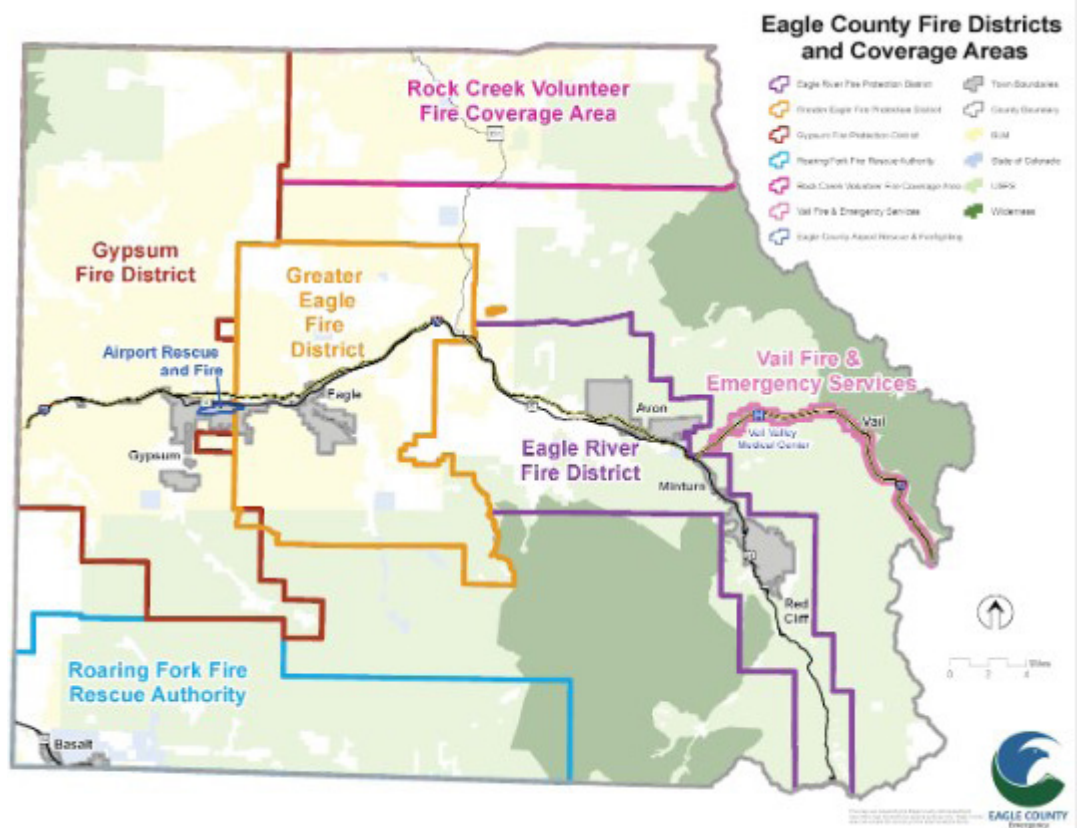 Eagle County Fire Districts
and Coverage Areas
Eagle River Fire Protection District
Town Boundaries
Greater Eagle Fire Protection District
County Boundary
Gypsum Fire Protection District
BLM
Roaring Fork Fire Rescue Authority
State of Colorado
Rock Creek Volunteer Fire Coverage Area
USFS
Vail Fire & Emergency Services
Wilderness
Eagle County Airport Rescue & Firefighting
Rock Creek Volunteer
Fire Coverage Area
Gypsum
Fire District
Greater
Eagle
Fire
District
Airport Rescue
and Fire
Eagle
Gypsum
Vail Fire &
Emergency Services
Avon
Vail
H
Vail Valley
Medical Center
Eagle River
Fire District
Minturn
Red
Cliff
Roaring Fork Fire
Rescue Authority
Basalt
Miles
0 2 4
EAGLE COUNTY
Emergency